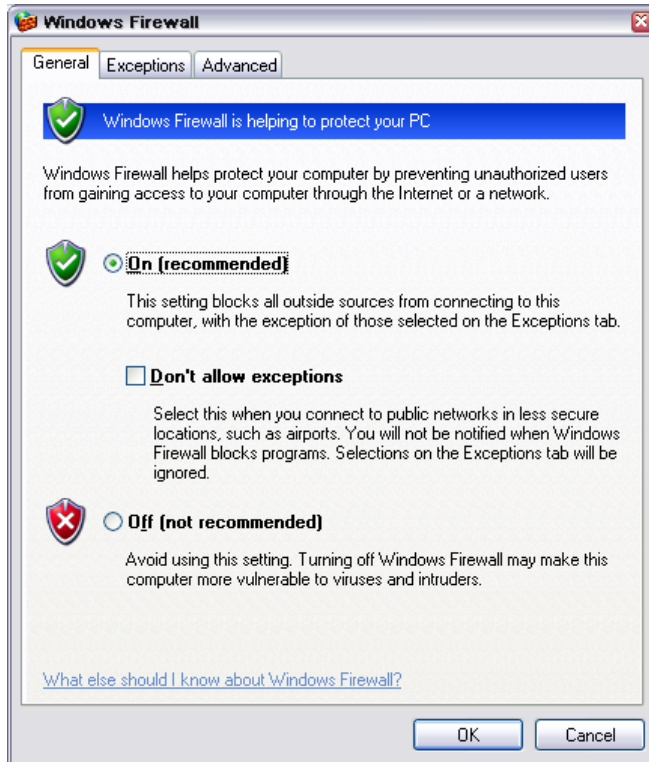 Windows Firewall
General Exceptions Advanced
Windows Firewall is helping to protect your PC
Windows Firewall helps protect your computer by preventing unauthorized users
from gaining access to your computer through the Internet or a network.
On (recommended)
This setting blocks all outside sources from connecting to this
computer, with the exception of those selected on the Exceptions tab.
Don't allow exceptions
Select this when you connect to public networks in less secure
locations, such as airports. You will not be notified when Windows
Firewall blocks programs. Selections on the Exceptions tab will be
ignored.
Off (not recommended)
Avoid using this setting. Turning off Windows Firewall may make this
computer more vulnerable to viruses and intruders.
What else should I know about Windows Firewall?
OK Cancel